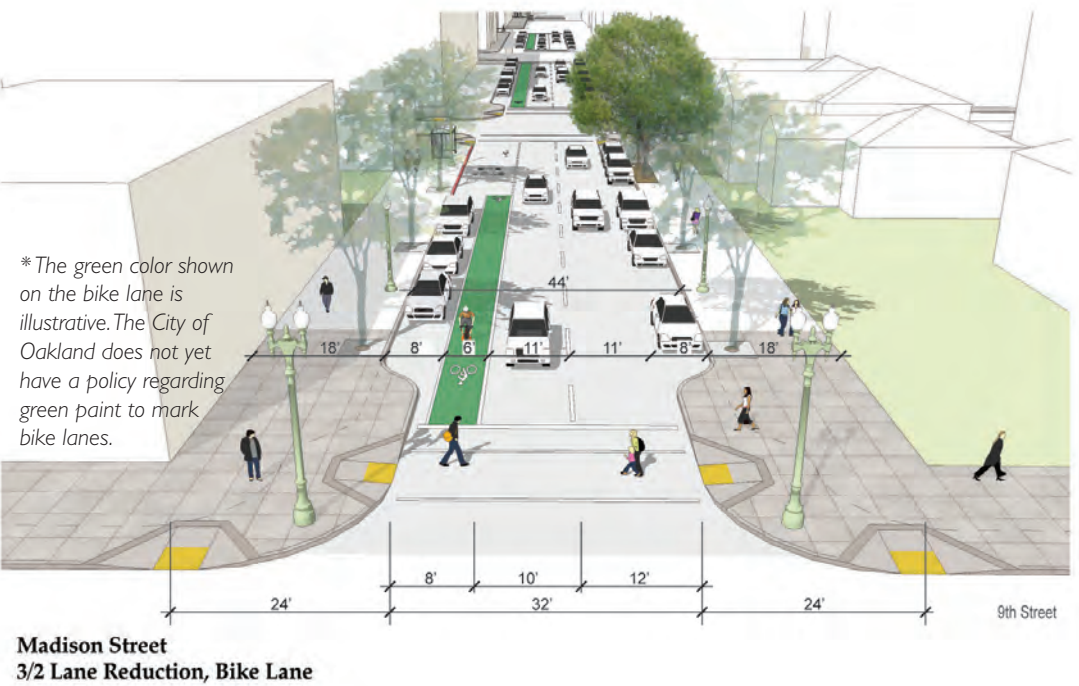 * The green color shown
on the bike lane is
illustrative. The City of
Oakland does not yet
have a policy regarding
green paint to mark
bike lanes.
44'
18' 8' 6' 11' 11' 8' 18'
8' 10' 12'
24' 32' 24'
9th Street
Madison Street
3/2 Lane Reduction, Bike Lane